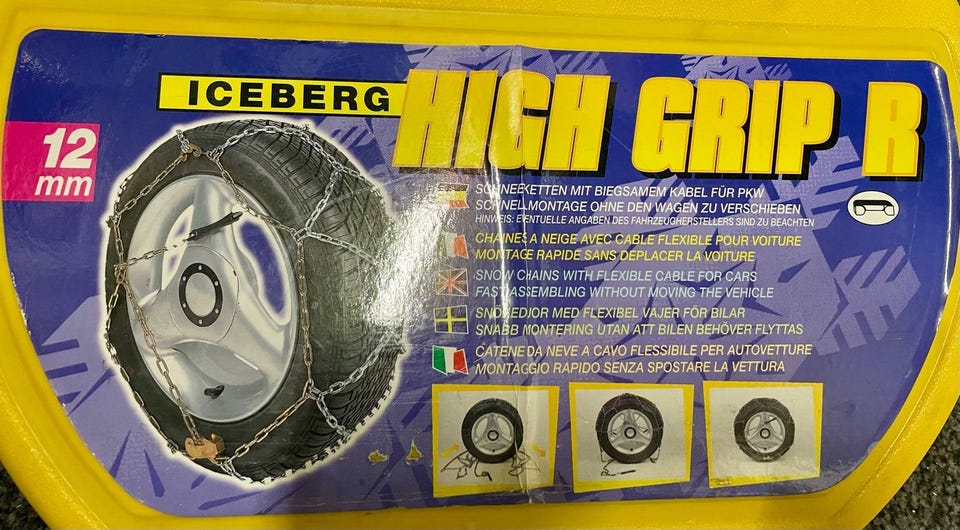 ICEBERG
HIGH GRIP R
12
mm
SCHNEEKETTEN MIT BIEGSAMEM KABEL FÜR PKW
SCHNELMONTAGE OHNE DEN WAGEN ZU VERSCHIEBEN
HINWEIS: EVENTUELLE ANGABEN DES FAHRZEUGHERSTELLERS SIND ZU BEACHTEN
CHAINES A NEIGE AVEC CABLE FLEXIBLE POUR VOITURE
MONTAGE RAPIDE SANS DEPLACER LA VOITURE
SNOW CHAINS WITH FLEXIBLE CABLE FOR CARS
FAST ASSEMBLING WITHOUT MOVING THE VEHICLE
SNÖKEDJOR MED FLEXIBEL VAJER FÖR BILAR
SNABB MONTERING UTAN ATT BILEN BEHÖVER FLYTTAS
CATENE DA NEVE A CAVO FLESSIBILE PER AUTOVETTURE
MONTAGGIO RAPIDO SENZA SPOSTARE LA VETTURA